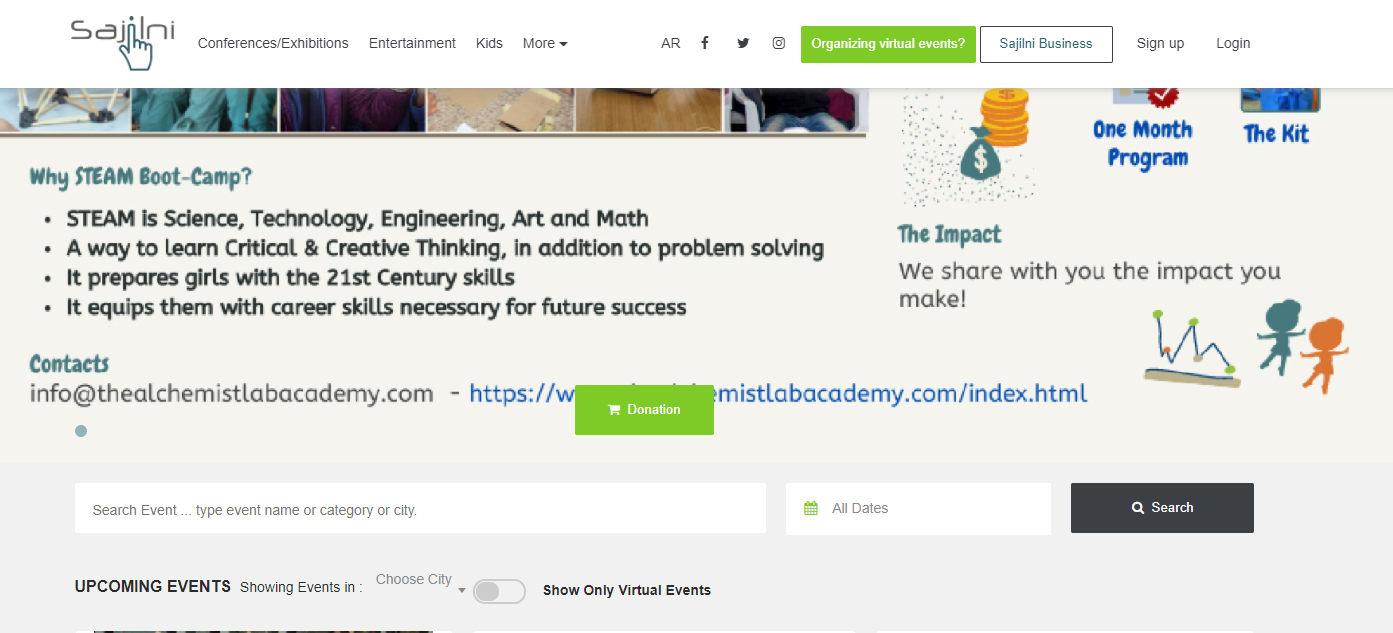 Sajilni
Conferences/Exhibitions Entertainment Kids More AR Organizing virtual events? Sajilni Business Sign up Login
One Month
Program
The Kit
Why STEAM Boot-Camp?
• STEAM is Science, Technology, Engineering, Art and Math
• A way to learn Critical & Creative Thinking, in addition to problem solving
• It prepares girls with the 21st Century skills
• It equips them with career skills necessary for future success
The Impact
We share with you the impact you
make!
Contacts
info@thealchemistlabacademy.com - https://w emistlabacademy.com/index.html
Donation
Search Event ... type event name or category or city.
All Dates
Search
UPCOMING EVENTS Showing Events in : Choose City Show Only Virtual Events